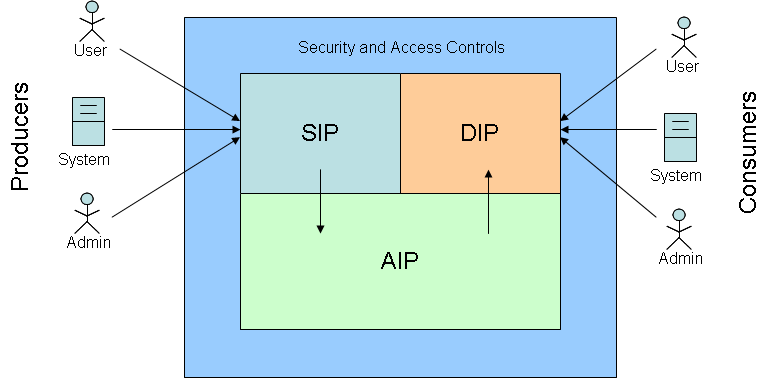 Producers
User
System
Admin
Security and Access Controls
SIP
DIP
AIP
User
System
Admin
Consumers